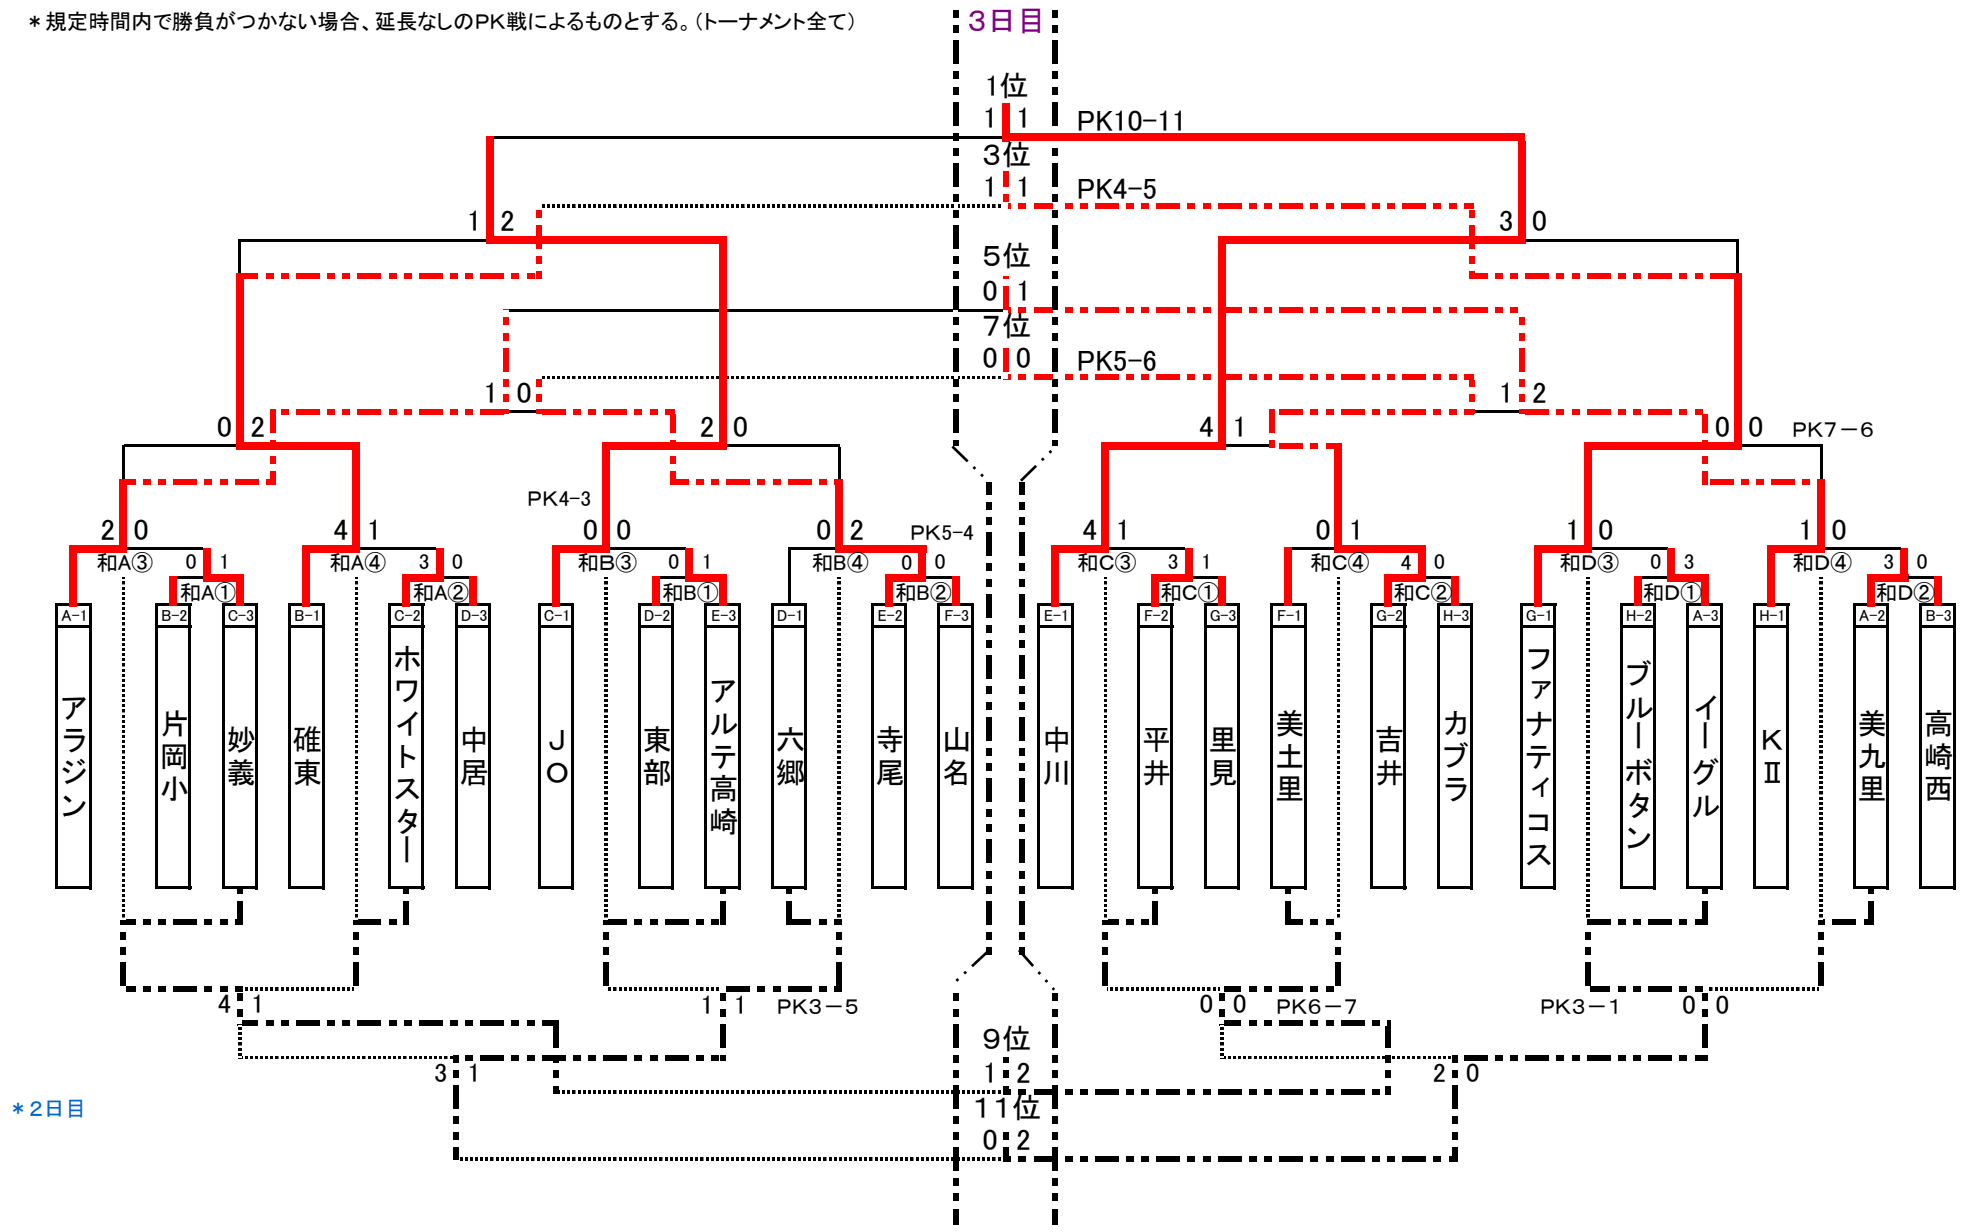 ＊規定時間内で勝負がつかない場合、延長なしのPK戦によるものとする。（トーナメント全て）
３日目
1位
1 1 PK10-11
３位
1 1 PK4-5
1 2
3 0
５位
0 1
７位
0 0 PK5-6
1 0
1 2
0 2
2 0
4 1
0 0 PK7－6
PK4-3
2 0
4 1
0 0
0 2 PK5-4
4 1
0 1
1 0
1 0
和A③ 0 1 和A④ 3 0 和B③ 0 1 和B④ 0 0 和C③ 3 1 和C④ 4 0 和D③ 0 3 和D④ 3 0
和A① 和A② 和B① 和B② 和C① 和C② 和D① 和D②
A-1 B-2 C-3 B-1 C-2 D-3 C-1 D-2 E-3 D-1 E-2 F-3 E-1 F-2 G-3 F-1 G-2 H-3 G-1 H-2 A-3 H-1 A-2 B-3
アラジン
片岡小
妙義
碓東
ホワイトスター
中居
ＪＯ
東部
アルテ高崎
六郷
寺尾
山名
中川
平井
里見
美土里
吉井
カブラ
ファナティコス
ブルーボタン
イーグル
ＫⅡ
美九里
高崎西
4 1
1 1 PK3－5
0 0 PK6－7
PK3－1 0 0
９位
3 1
1 2
2 0
＊２日目
１１位
0 2